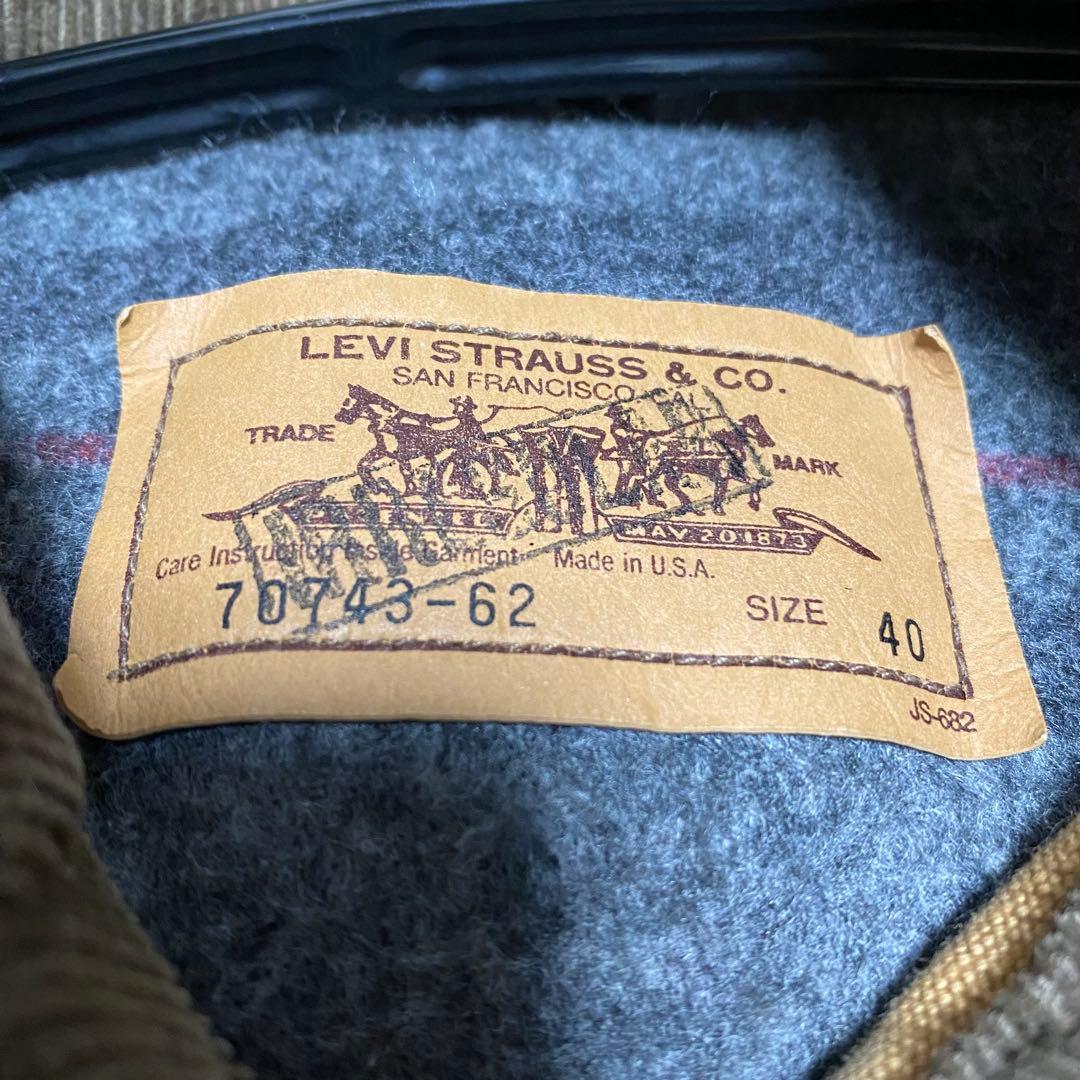 LEVI STRAUSS & CO.
SAN FRANCISCO, CAL.
TRADE MARK
MAY 20 1873
Care Instruction Inside Garment Made in U.S.A.
70743-62 SIZE 40
JS-682